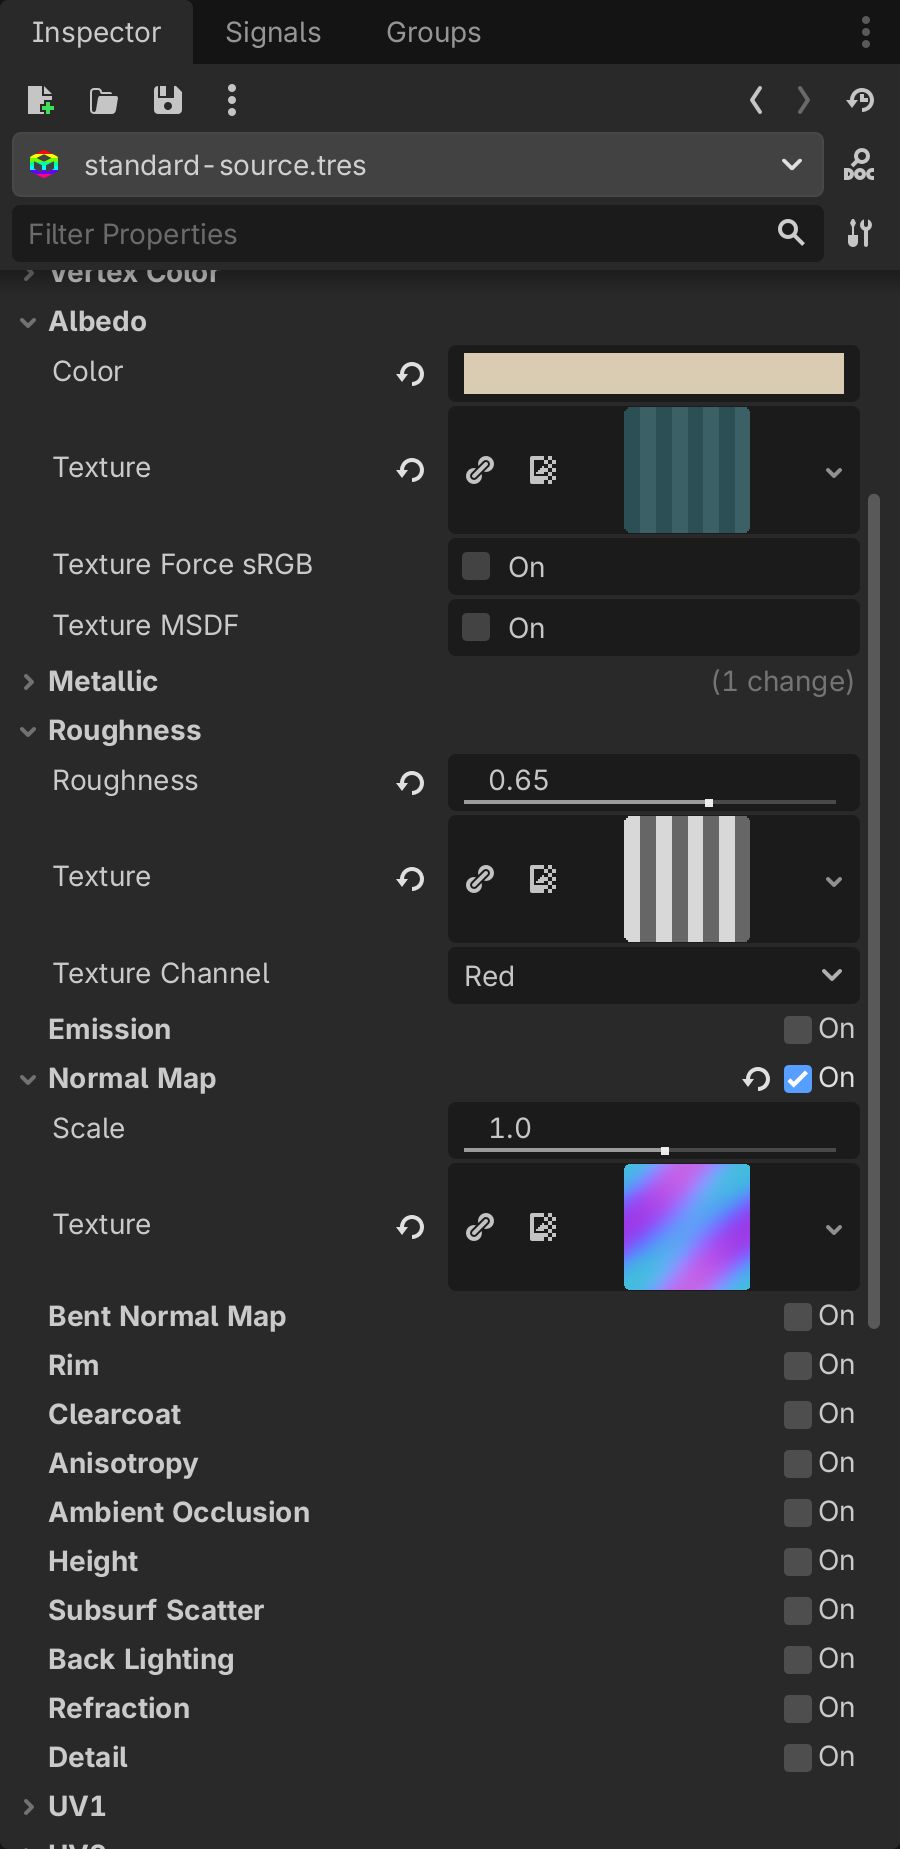 Inspector Signals Groups
standard-source.tres
DOC
Filter Properties
Vertex Color
Albedo
Color
Texture
Texture Force sRGB On
Texture MSDF On
Metallic (1 change)
Roughness
Roughness 0.65
Texture
Texture Channel Red
Emission On
Normal Map On
Scale 1.0
Texture
Bent Normal Map On
Rim On
Clearcoat On
Anisotropy On
Ambient Occlusion On
Height On
Subsurf Scatter On
Back Lighting On
Refraction On
Detail On
UV1